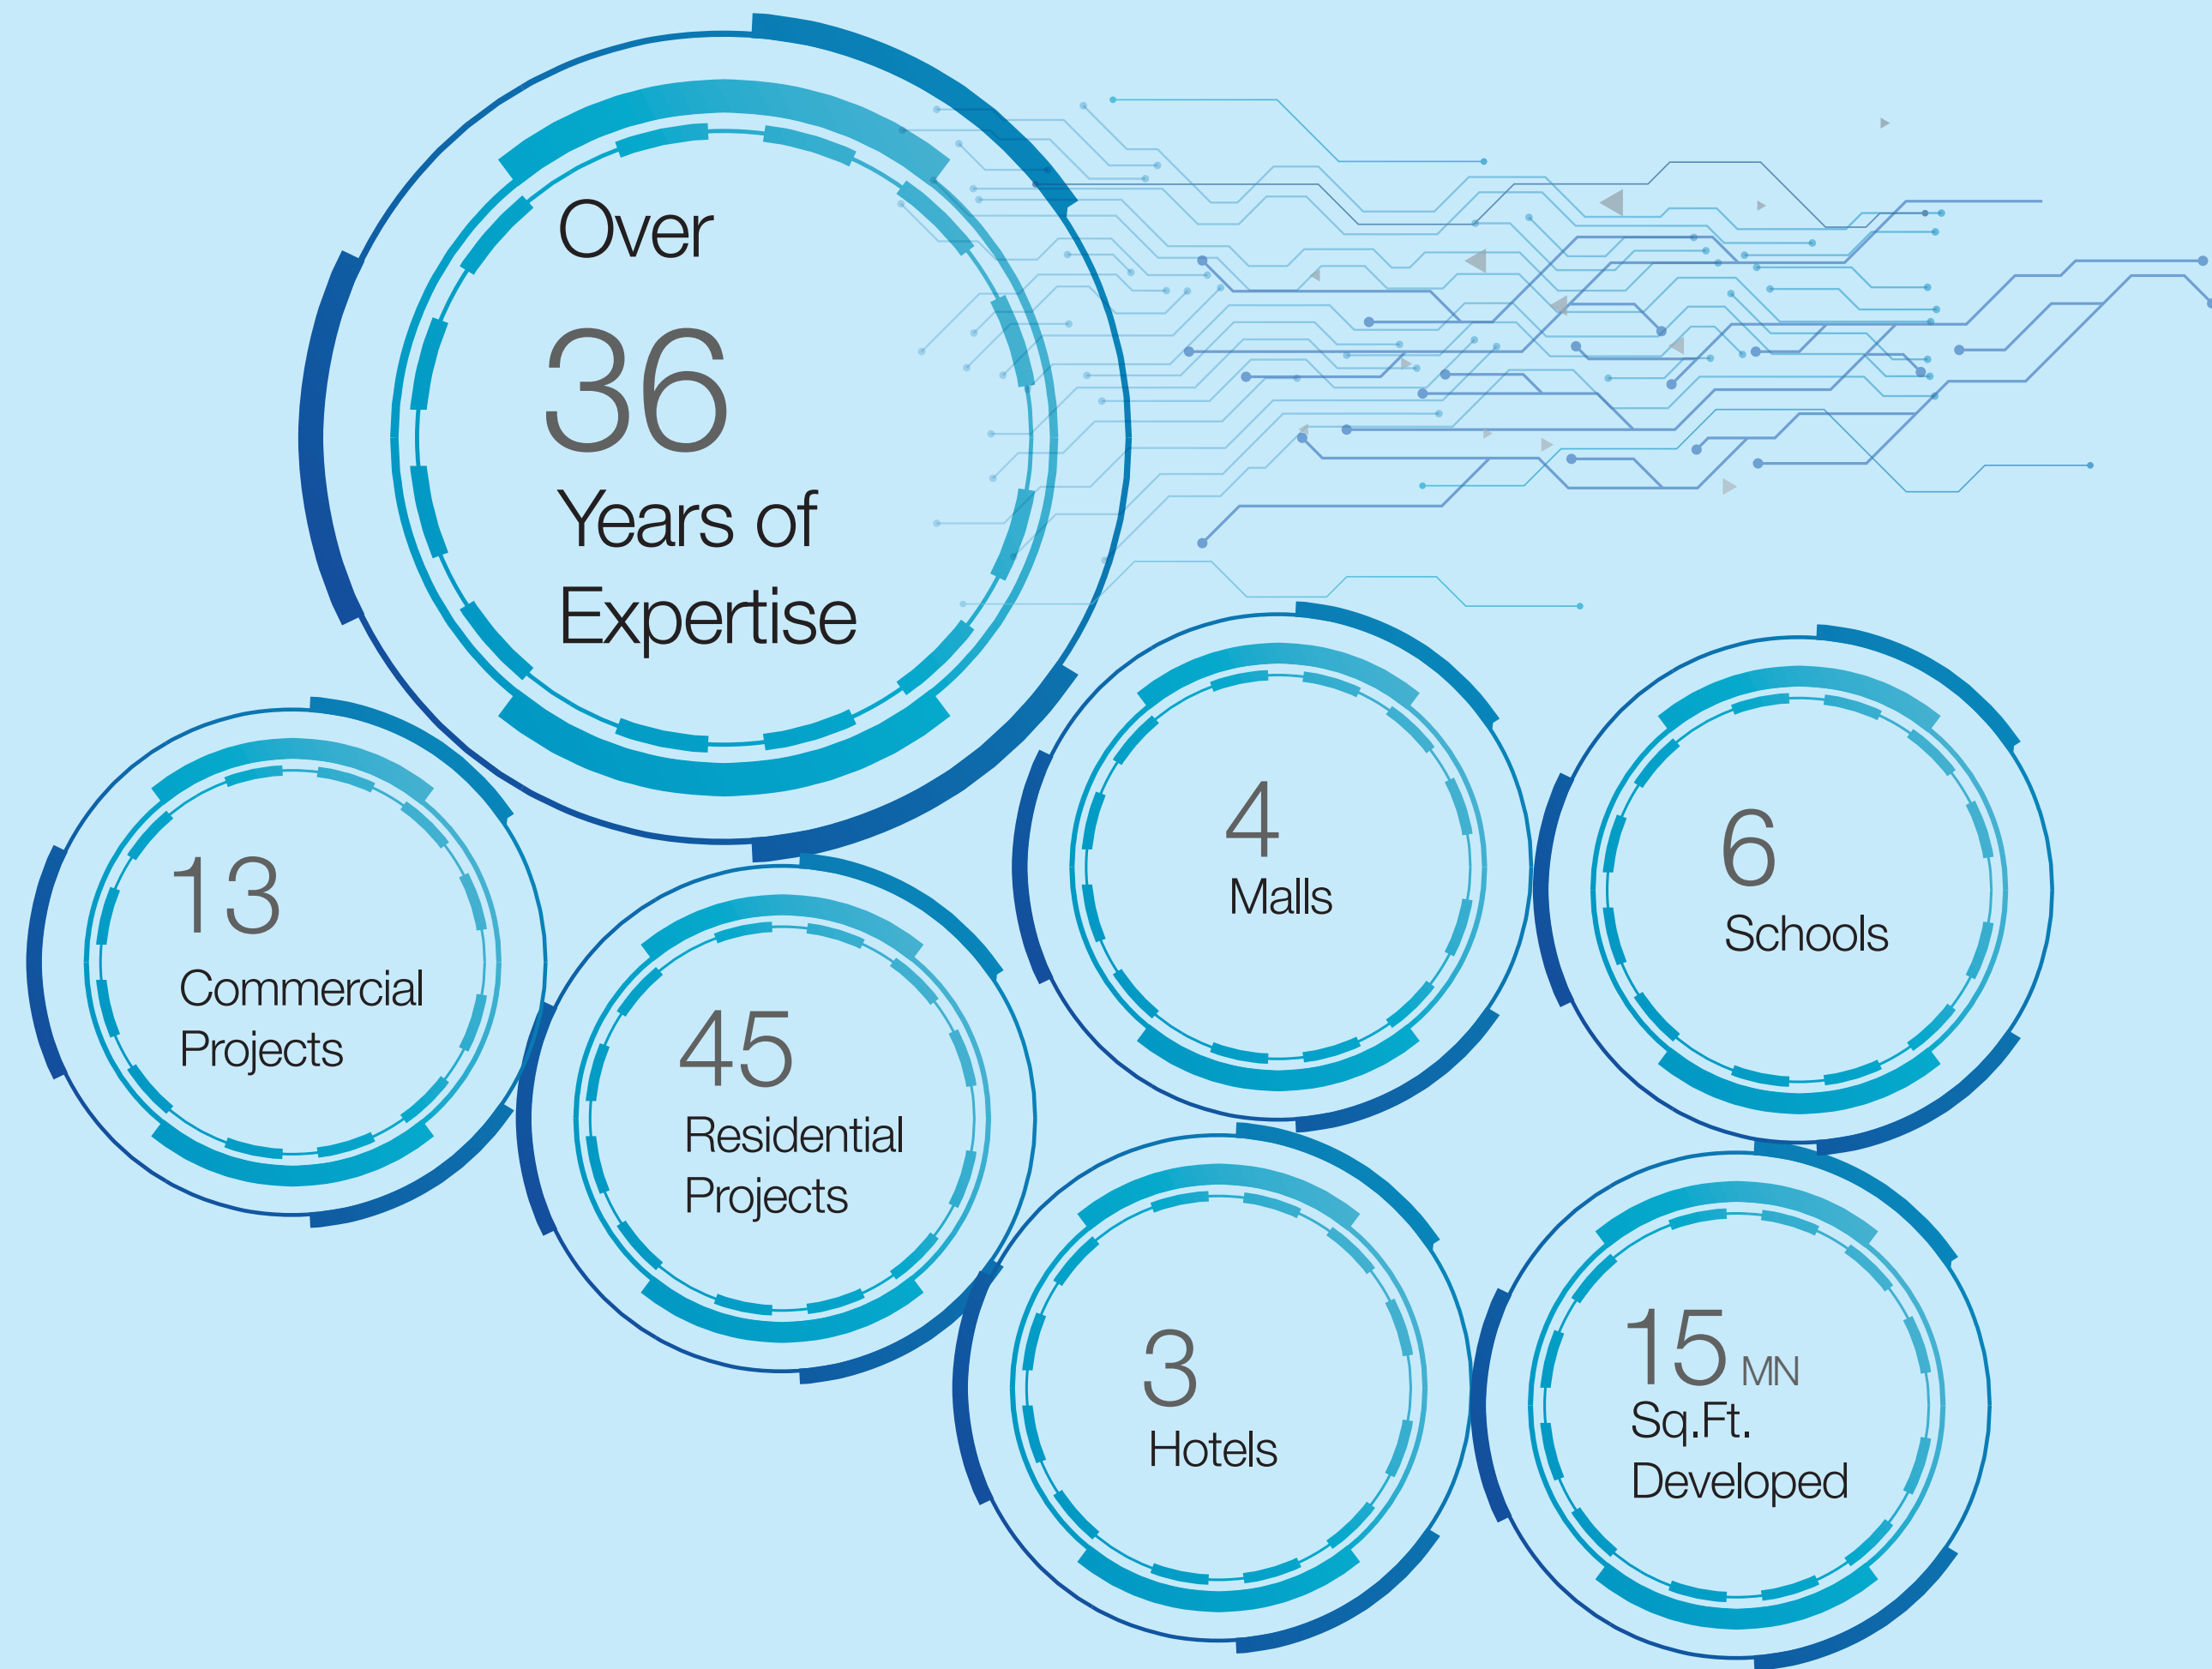 Over
36
Years of
Expertise
13
Commercial
Projects
45
Residential
Projects
4
Malls
6
Schools
3
Hotels
15 MN
Sq.Ft.
Developed